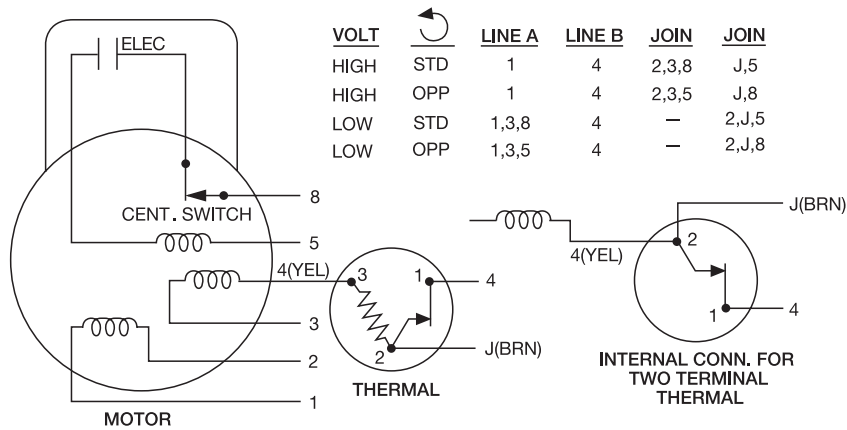 VOLT LINE A LINE B JOIN JOIN
HIGH STD 1 4 2,3,8 J,5
HIGH OPP 1 4 2,3,5 J,8
LOW STD 1,3,8 4 – 2,J,5
LOW OPP 1,3,5 4 – 2,J,8
ELEC
CENT. SWITCH
8
5
4(YEL)
3
2
1
MOTOR
3
1
4
2
J(BRN)
THERMAL
J(BRN)
4(YEL)
2
1
4
INTERNAL CONN. FOR
TWO TERMINAL
THERMAL